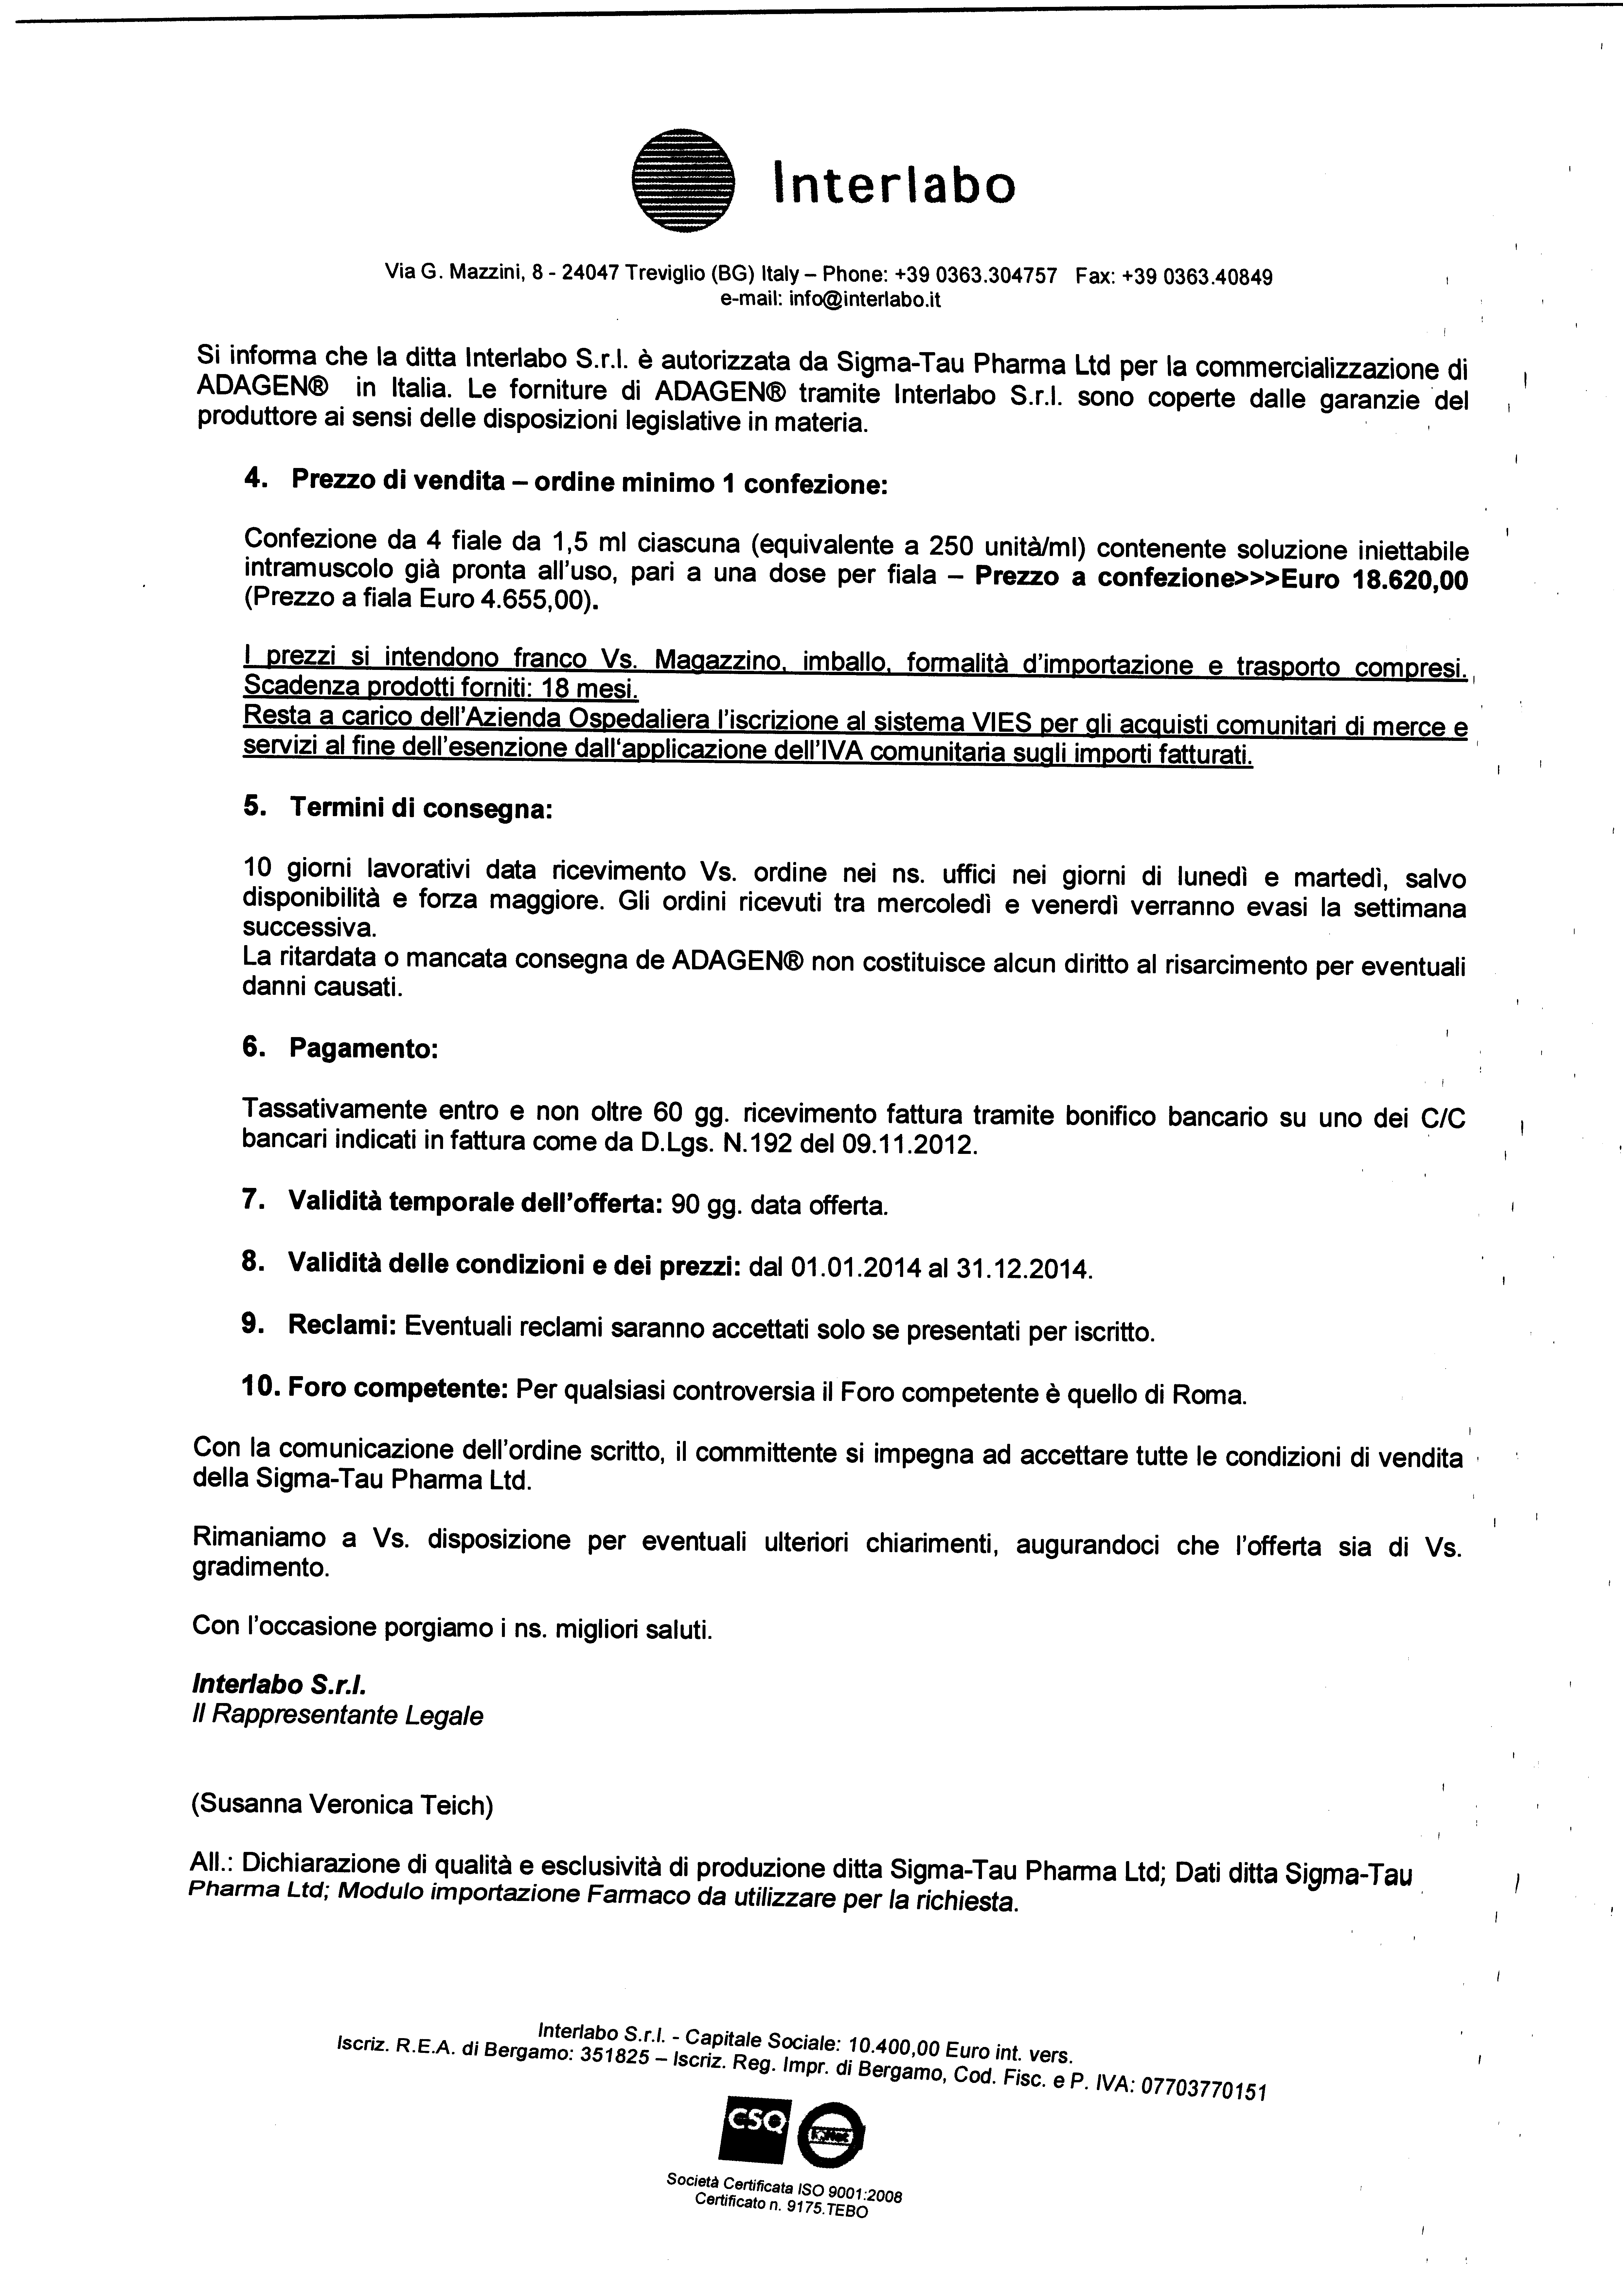 Interlabo
Via G. Mazzini, 8 - 24047 Treviglio (BG) Italy – Phone: +39 0363.304757 Fax: +39 0363.40849
e-mail: info@interlabo.it
Si informa che la ditta Interlabo S.r.l. è autorizzata da Sigma-Tau Pharma Ltd per la commercializzazione di
ADAGEN® in Italia. Le forniture di ADAGEN® tramite Interlabo S.r.l. sono coperte dalle garanzie del
produttore ai sensi delle disposizioni legislative in materia.
4. Prezzo di vendita – ordine minimo 1 confezione:
Confezione da 4 fiale da 1,5 ml ciascuna (equivalente a 250 unità/ml) contenente soluzione iniettabile
intramuscolo già pronta all'uso, pari a una dose per fiala – Prezzo a confezione>>>Euro 18.620,00
(Prezzo a fiala Euro 4.655,00).
I prezzi si intendono franco Vs. Magazzino, imballo, formalità d'importazione e trasporto compresi.
Scadenza prodotti forniti: 18 mesi.
Resta a carico dell'Azienda Ospedaliera l'iscrizione al sistema VIES per gli acquisti comunitari di merce e
servizi al fine dell'esenzione dall'applicazione dell'IVA comunitaria sugli importi fatturati.
5. Termini di consegna:
10 giorni lavorativi data ricevimento Vs. ordine nei ns. uffici nei giorni di lunedì e martedì, salvo
disponibilità e forza maggiore. Gli ordini ricevuti tra mercoledì e venerdì verranno evasi la settimana
successiva.
La ritardata o mancata consegna de ADAGEN® non costituisce alcun diritto al risarcimento per eventuali
danni causati.
6. Pagamento:
Tassativamente entro e non oltre 60 gg. ricevimento fattura tramite bonifico bancario su uno dei C/C
bancari indicati in fattura come da D.Lgs. N.192 del 09.11.2012.
7. Validità temporale dell'offerta: 90 gg. data offerta.
8. Validità delle condizioni e dei prezzi: dal 01.01.2014 al 31.12.2014.
9. Reclami: Eventuali reclami saranno accettati solo se presentati per iscritto.
10. Foro competente: Per qualsiasi controversia il Foro competente è quello di Roma.
Con la comunicazione dell'ordine scritto, il committente si impegna ad accettare tutte le condizioni di vendita
della Sigma-Tau Pharma Ltd.
Rimaniamo a Vs. disposizione per eventuali ulteriori chiarimenti, augurandoci che l'offerta sia di Vs.
gradimento.
Con l'occasione porgiamo i ns. migliori saluti.
Interlabo S.r.l.
Il Rappresentante Legale
(Susanna Veronica Teich)
All.: Dichiarazione di qualità e esclusività di produzione ditta Sigma-Tau Pharma Ltd; Dati ditta Sigma-Tau
Pharma Ltd; Modulo importazione Farmaco da utilizzare per la richiesta.
Interlabo S.r.l. - Capitale Sociale: 10.400,00 Euro int. vers.
Iscriz. R.E.A. di Bergamo: 351825 – Iscriz. Reg. Impr. di Bergamo, Cod. Fisc. e P. IVA: 07703770151
CSQ IQNet
Società Certificata ISO 9001:2008
Certificato n. 9175.TEBO